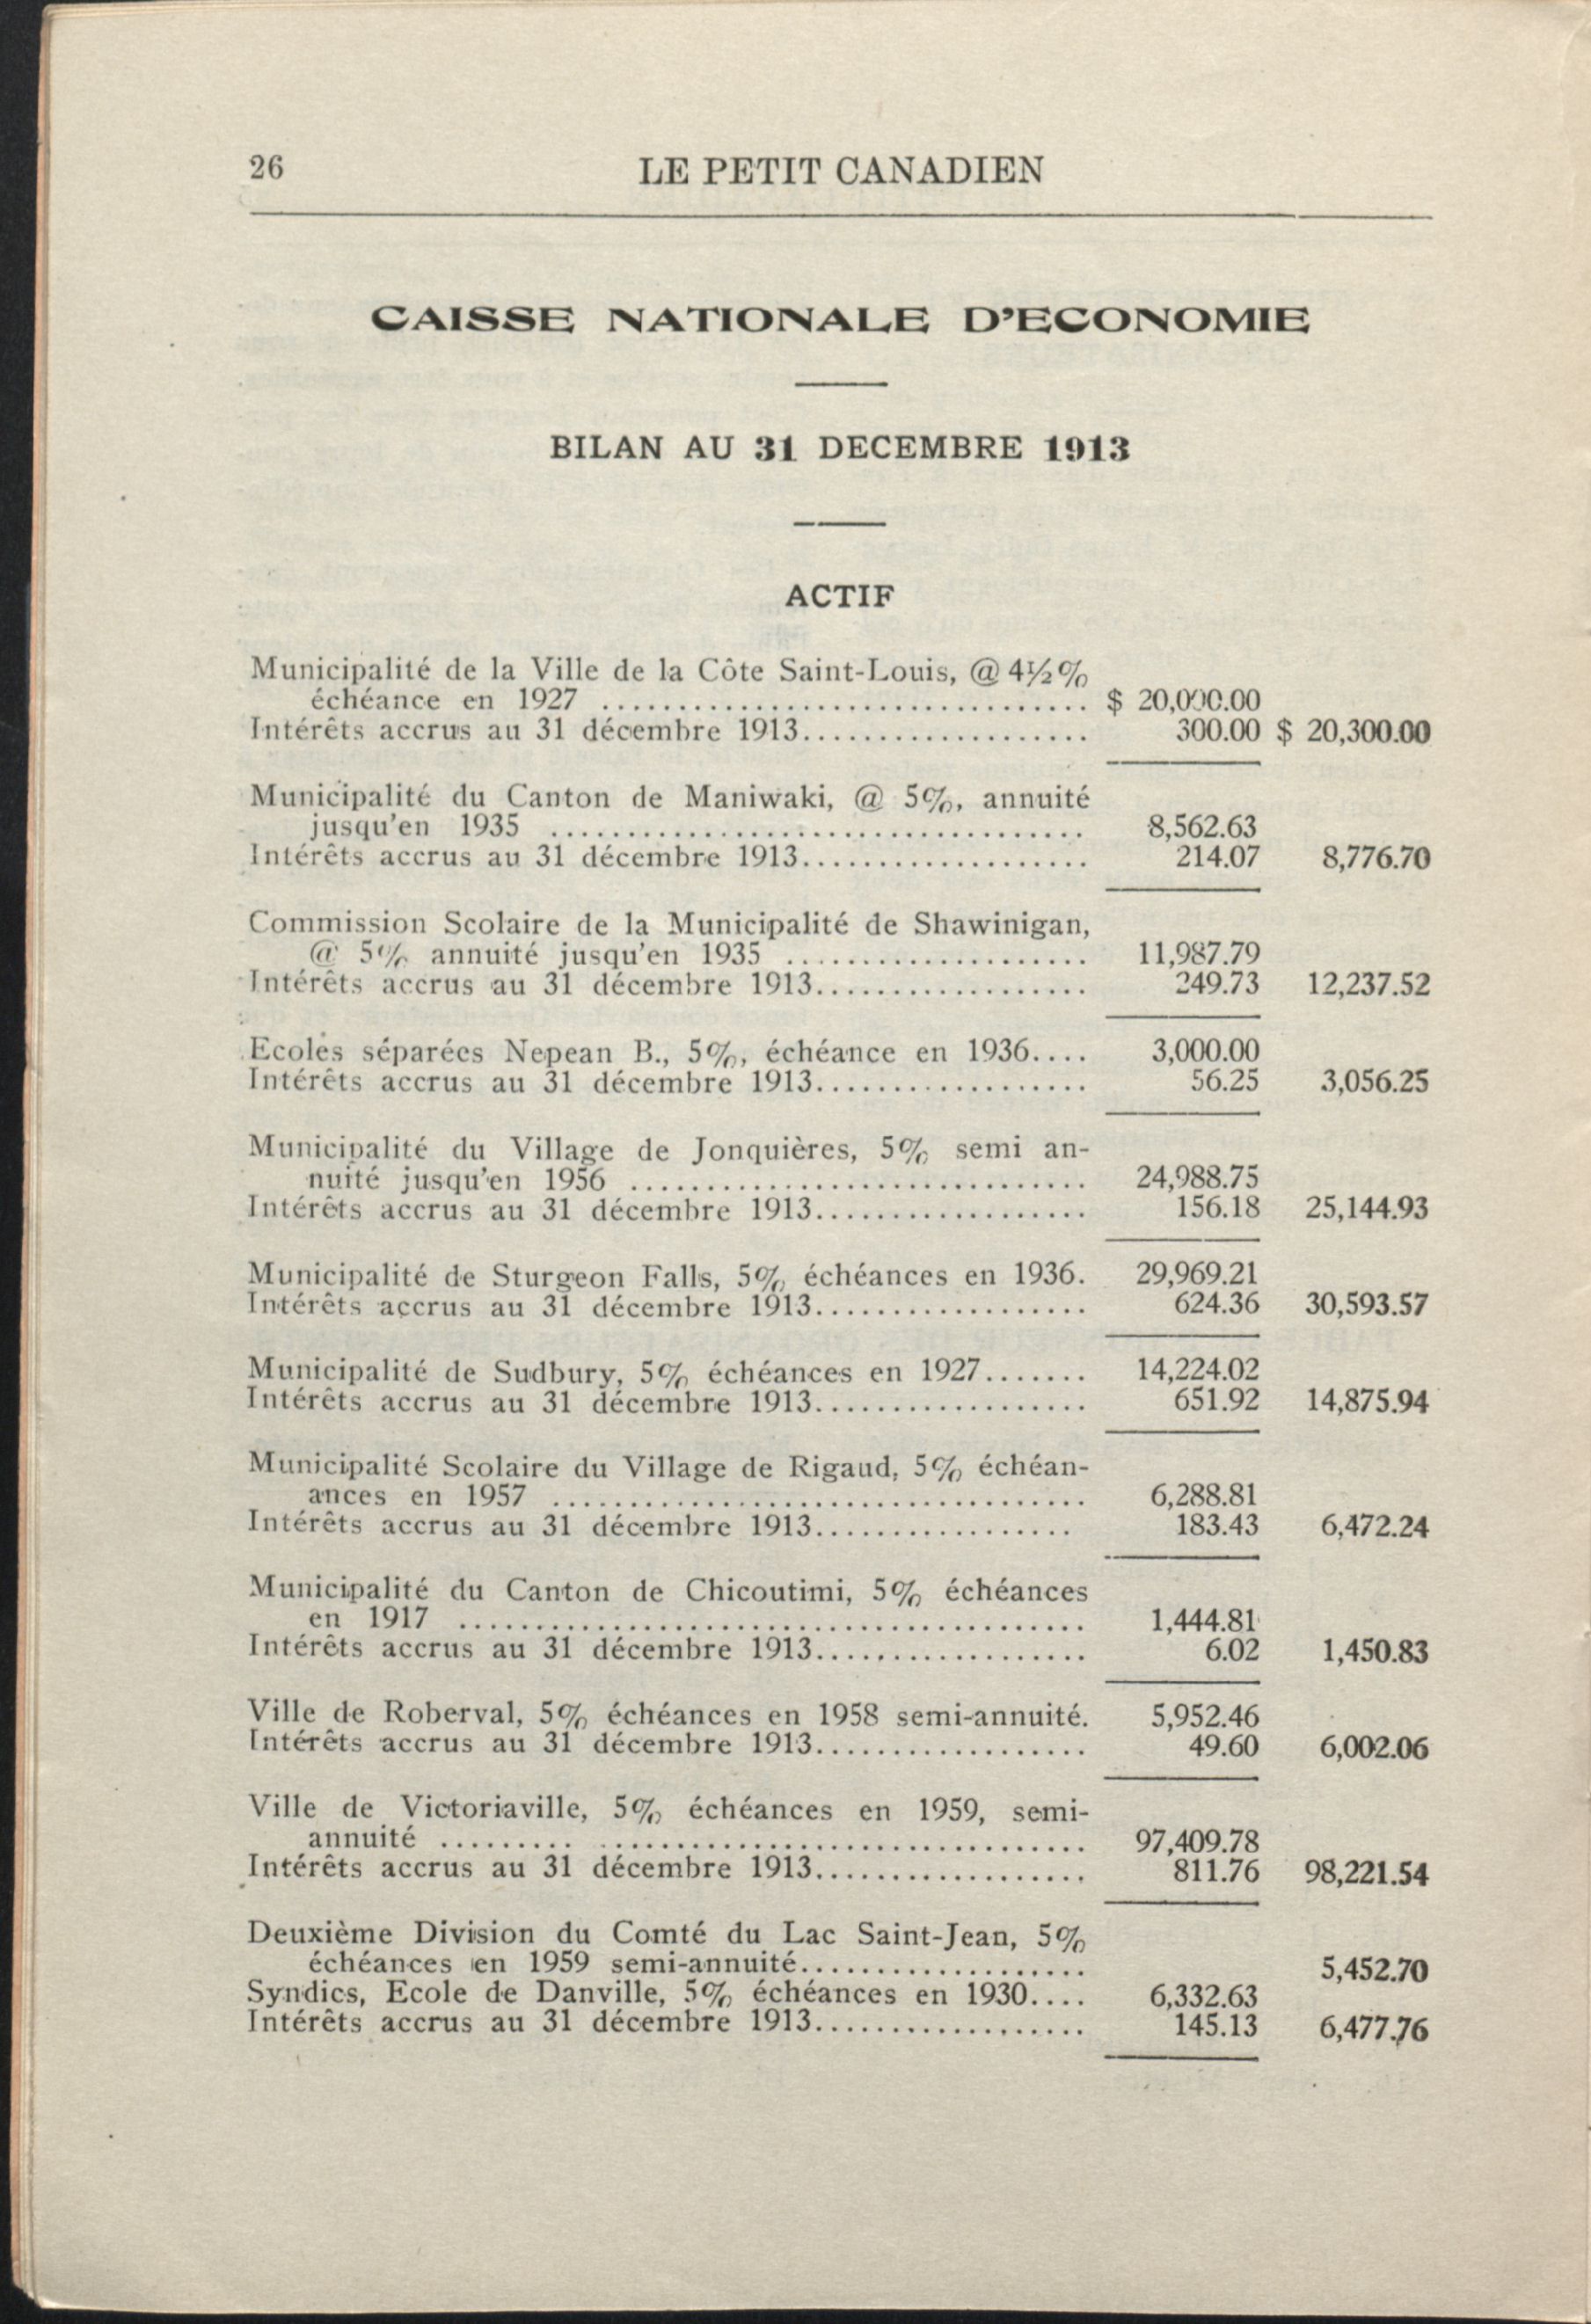 26 LE PETIT CANADIEN
CAISSE NATIONALE D'ECONOMIE
BILAN AU 31 DECEMBRE 1913
ACTIF
Municipalité de la Ville de la Côte Saint-Louis, @ 4½%
échéance en 1927 ................................ $ 20,000.00
Intérêts accrus au 31 décembre 1913................... 300.00 $ 20,300.00
Municipalité du Canton de Maniwaki, @ 5%, annuité
jusqu'en 1935 ................................... 8,562.63
Intérêts accrus au 31 décembre 1913................... 214.07 8,776.70
Commission Scolaire de la Municipalité de Shawinigan,
@ 5% annuité jusqu'en 1935 .................... 11,987.79
Intérêts accrus au 31 décembre 1913.................. 249.73 12,237.52
Ecoles séparées Nepean B., 5%, échéance en 1936.... 3,000.00
Intérêts accrus au 31 décembre 1913.................. 56.25 3,056.25
Municipalité du Village de Jonquières, 5% semi an-
nuité jusqu'en 1956 .............................. 24,988.75
Intérêts accrus au 31 décembre 1913.................. 156.18 25,144.93
Municipalité de Sturgeon Falls, 5% échéances en 1936. 29,969.21
Intérêts accrus au 31 décembre 1913.................. 624.36 30,593.57
Municipalité de Sudbury, 5% échéances en 1927....... 14,224.02
Intérêts accrus au 31 décembre 1913.................. 651.92 14,875.94
Municipalité Scolaire du Village de Rigaud, 5% échéan-
ances en 1957 ................................... 6,288.81
Intérêts accrus au 31 décembre 1913................. 183.43 6,472.24
Municipalité du Canton de Chicoutimi, 5% échéances
en 1917 ......................................... 1,444.81
Intérêts accrus au 31 décembre 1913.................. 6.02 1,450.83
Ville de Roberval, 5% échéances en 1958 semi-annuité. 5,952.46
Intérêts accrus au 31 décembre 1913.................. 49.60 6,002.06
Ville de Victoriaville, 5% échéances en 1959, semi-
annuité ......... ............................... 97,409.78
Intérêts accrus au 31 décembre 1913.................. 811.76 98,221.54
Deuxième Division du Comté du Lac Saint-Jean, 5%
échéances en 1959 semi-annuité................... 5,452.70
Syndics, Ecole de Danville, 5% échéances en 1930.... 6,332.63
Intérêts accrus au 31 décembre 1913.................. 145.13 6,477.76